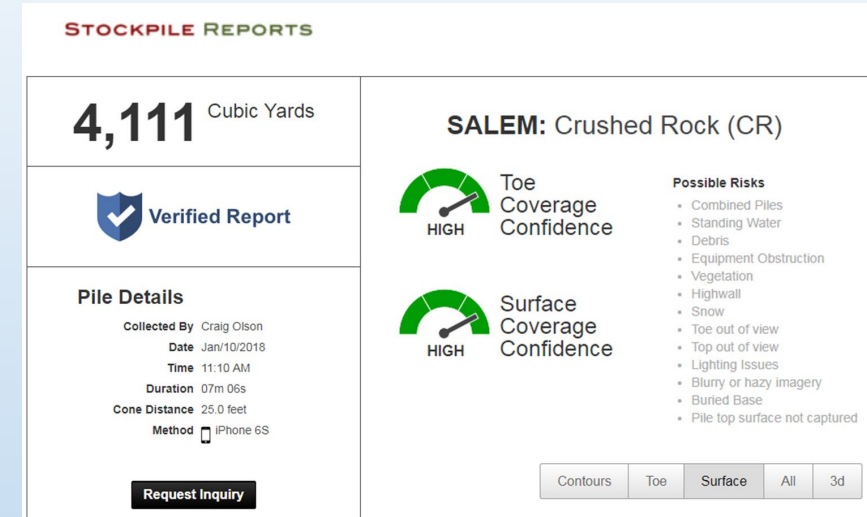 STOCKPILE REPORTS
4,111 Cubic Yards
Verified Report
Pile Details
Collected By Craig Olson
Date Jan/10/2018
Time 11:10 AM
Duration 07m 06s
Cone Distance 25.0 feet
Method iPhone 6S
Request Inquiry
SALEM: Crushed Rock (CR)
HIGH
Toe
Coverage
Confidence
HIGH
Surface
Coverage
Confidence
Possible Risks
Combined Piles
Standing Water
Debris
Equipment Obstruction
Vegetation
Highwall
Snow
Toe out of view
Top out of view
Lighting Issues
Blurry or hazy imagery
Buried Base
Pile top surface not captured
Contours Toe Surface All 3d